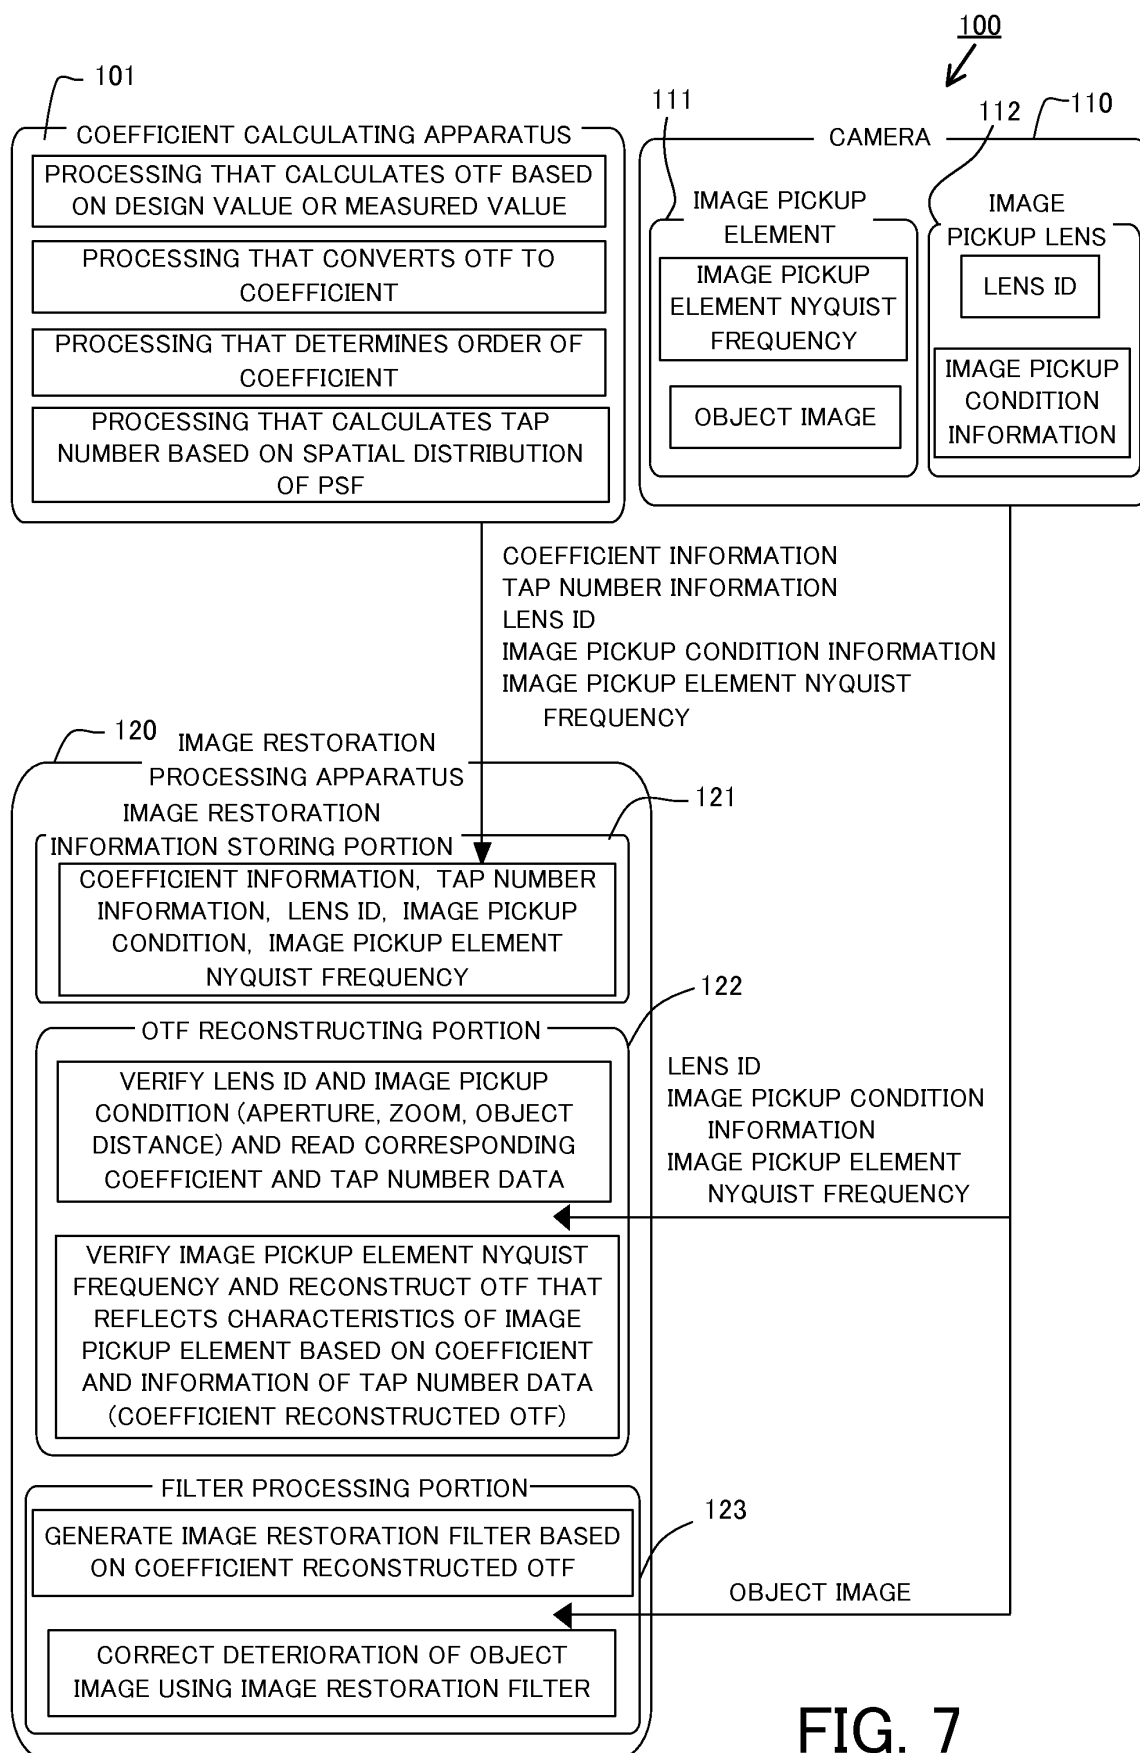 100
101
COEFFICIENT CALCULATING APPARATUS
PROCESSING THAT CALCULATES OTF BASED
ON DESIGN VALUE OR MEASURED VALUE
PROCESSING THAT CONVERTS OTF TO
COEFFICIENT
PROCESSING THAT DETERMINES ORDER OF
COEFFICIENT
PROCESSING THAT CALCULATES TAP
NUMBER BASED ON SPATIAL DISTRIBUTION
OF PSF
111
112
110
CAMERA
IMAGE PICKUP
ELEMENT
IMAGE PICKUP
ELEMENT NYQUIST
FREQUENCY
OBJECT IMAGE
IMAGE
PICKUP LENS
LENS ID
IMAGE PICKUP
CONDITION
INFORMATION
COEFFICIENT INFORMATION
TAP NUMBER INFORMATION
LENS ID
IMAGE PICKUP CONDITION INFORMATION
IMAGE PICKUP ELEMENT NYQUIST
FREQUENCY
120
IMAGE RESTORATION
PROCESSING APPARATUS
121
IMAGE RESTORATION
INFORMATION STORING PORTION
COEFFICIENT INFORMATION, TAP NUMBER
INFORMATION, LENS ID, IMAGE PICKUP
CONDITION, IMAGE PICKUP ELEMENT
NYQUIST FREQUENCY
122
OTF RECONSTRUCTING PORTION
VERIFY LENS ID AND IMAGE PICKUP
CONDITION (APERTURE, ZOOM, OBJECT
DISTANCE) AND READ CORRESPONDING
COEFFICIENT AND TAP NUMBER DATA
LENS ID
IMAGE PICKUP CONDITION
INFORMATION
IMAGE PICKUP ELEMENT
NYQUIST FREQUENCY
VERIFY IMAGE PICKUP ELEMENT NYQUIST
FREQUENCY AND RECONSTRUCT OTF THAT
REFLECTS CHARACTERISTICS OF IMAGE
PICKUP ELEMENT BASED ON COEFFICIENT
AND INFORMATION OF TAP NUMBER DATA
(COEFFICIENT RECONSTRUCTED OTF)
FILTER PROCESSING PORTION
123
GENERATE IMAGE RESTORATION FILTER BASED
ON COEFFICIENT RECONSTRUCTED OTF
OBJECT IMAGE
CORRECT DETERIORATION OF OBJECT
IMAGE USING IMAGE RESTORATION FILTER
FIG. 7